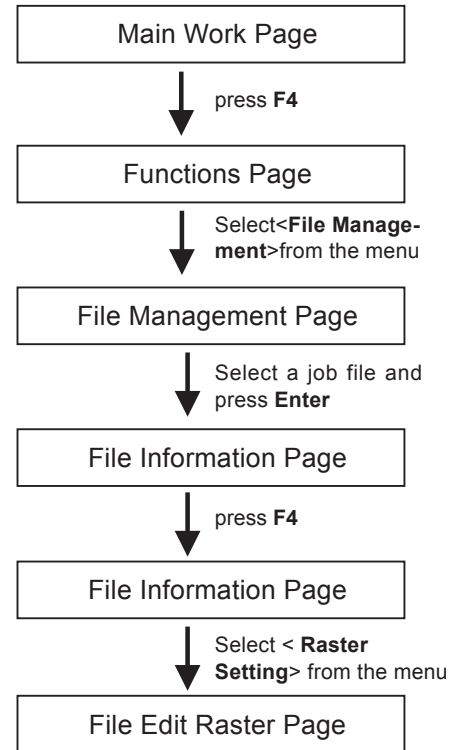 Main Work Page
press F4
Functions Page
Select<File Manage-
ment>from the menu
File Management Page
Select a job file and
press Enter
File Information Page
press F4
File Information Page
Select < Raster
Setting> from the menu
File Edit Raster Page